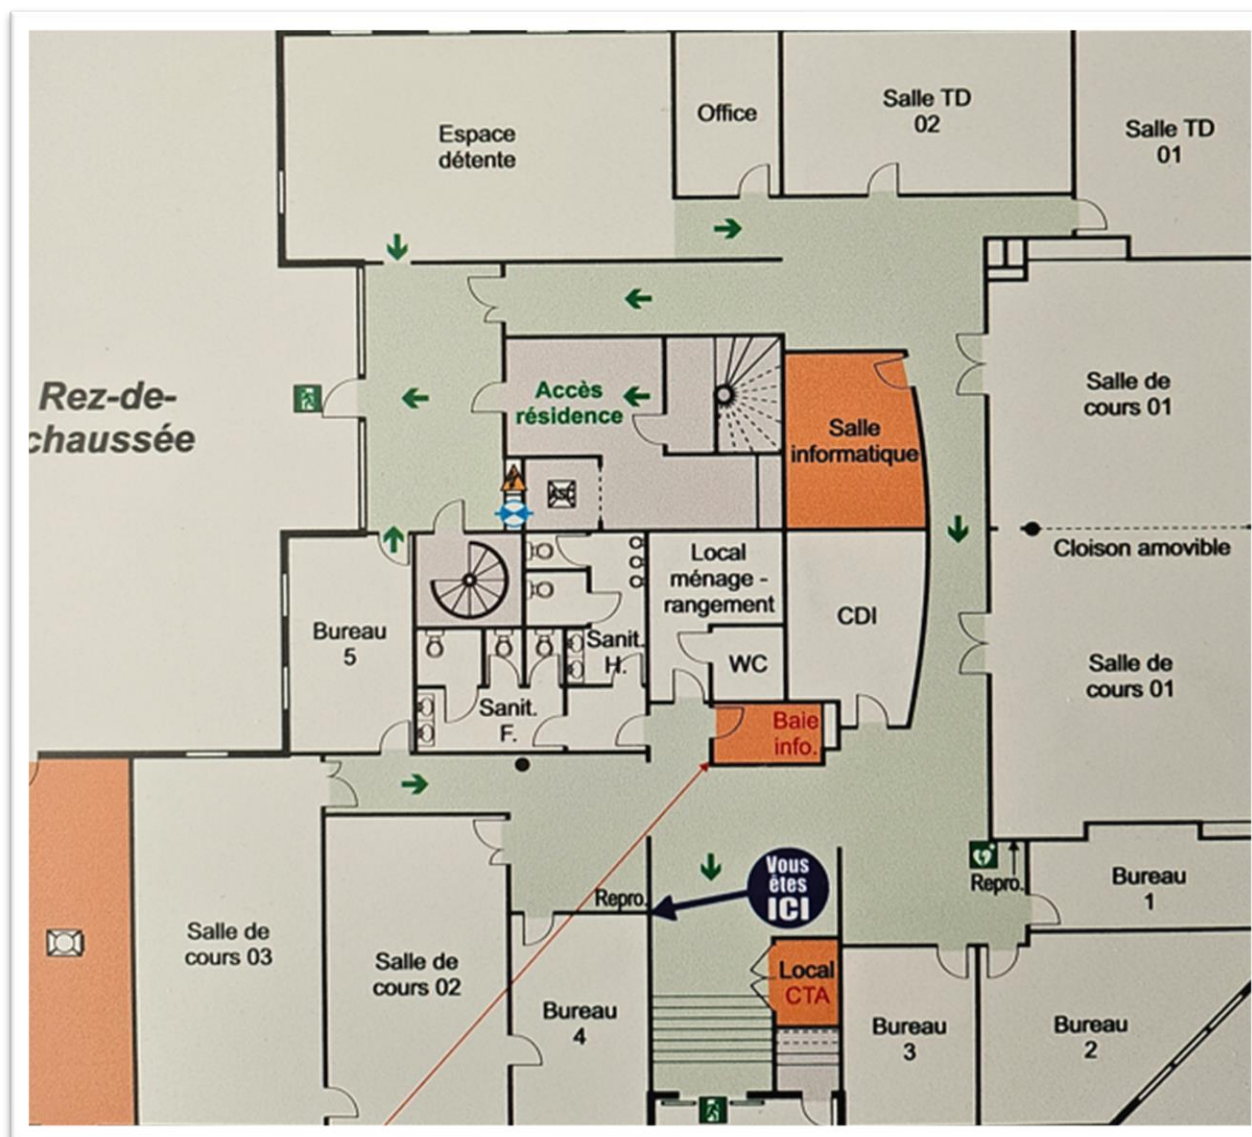 Espace
détente
Office
Salle TD
02
Salle TD
01
Rez-de-
chaussée
Accès
résidence
Salle
informatique
Salle de
cours 01
ASC
Cloison amovible
Local
ménage -
rangement
CDI
Bureau
5
Sanit.
H.
WC
Salle de
cours 01
Sanit.
F.
Baie
info.
Vous
êtes
ICI
Repro.
Repro.
Bureau
1
Salle de
cours 03
Salle de
cours 02
Local
CTA
Bureau
4
Bureau
3
Bureau
2